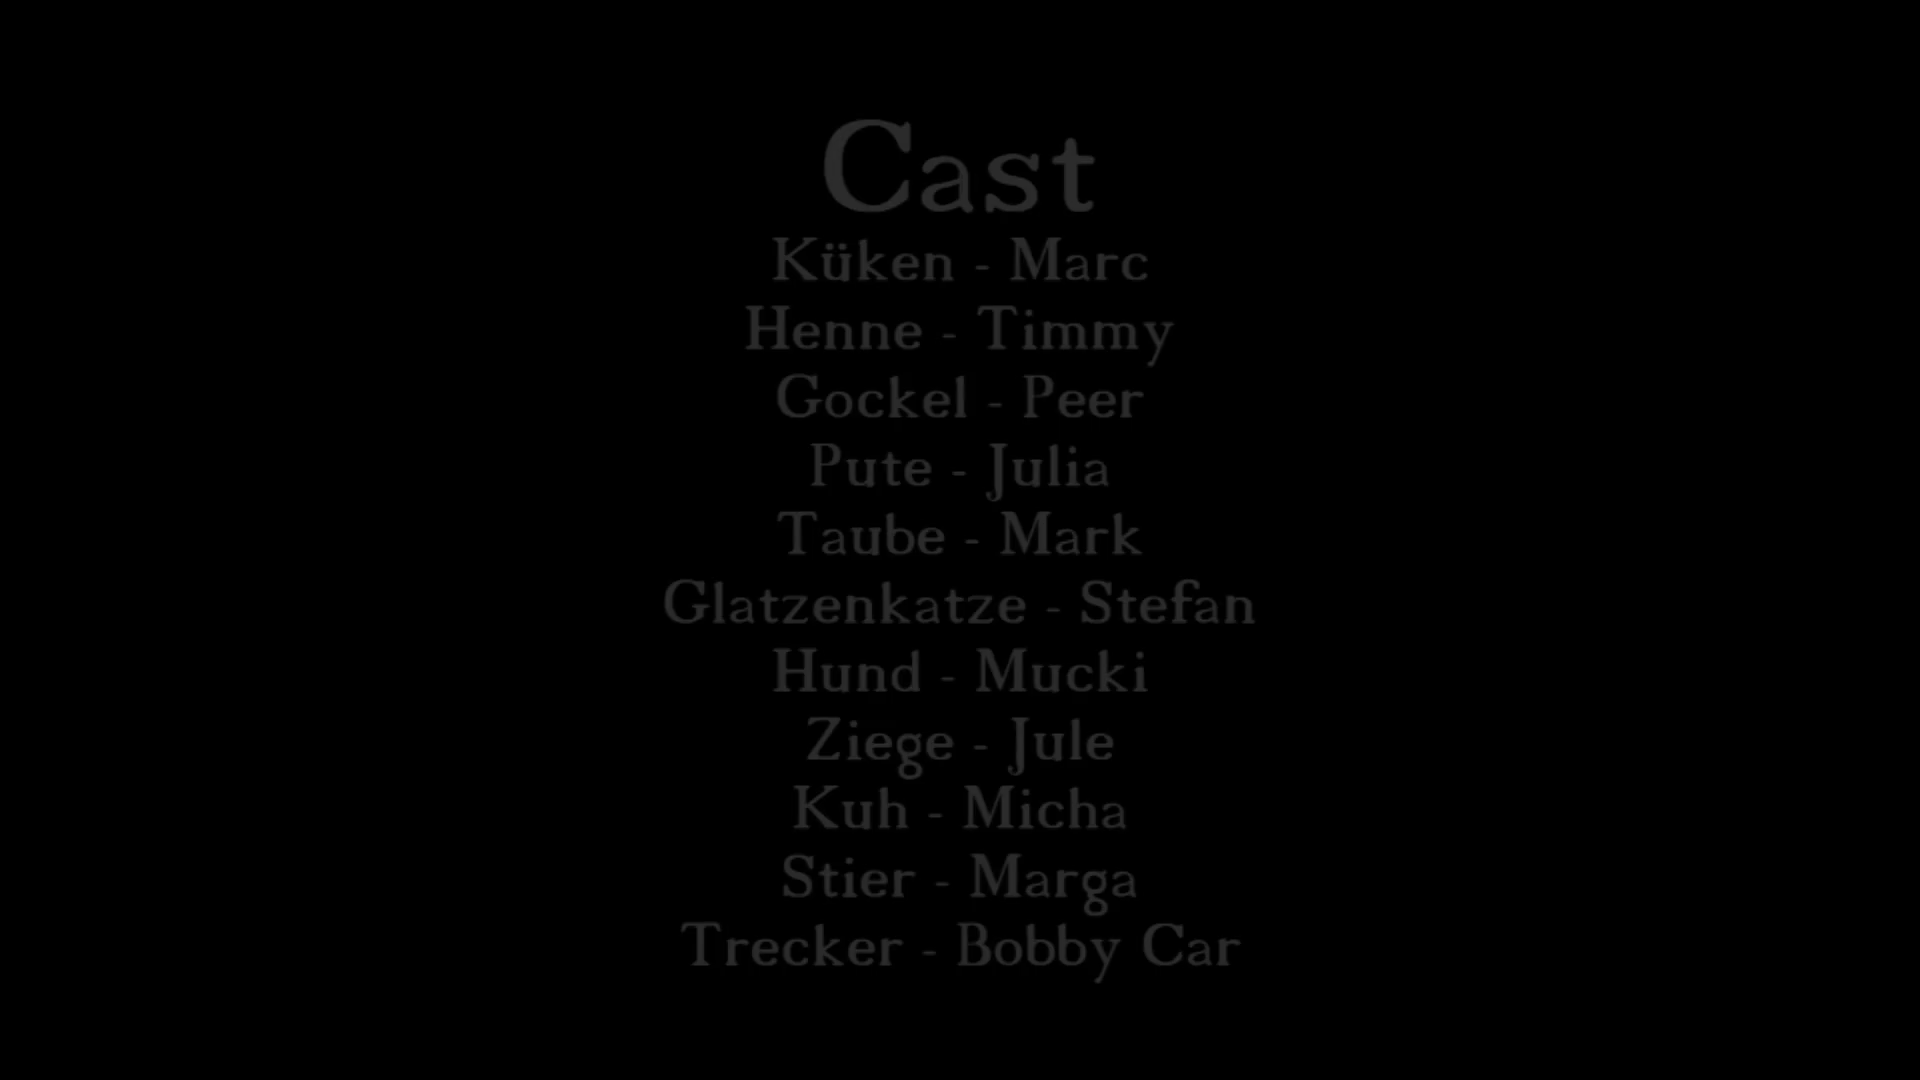 Cast
Küken - Marc
Henne - Timmy
Gockel - Peer
Pute - Julia
Taube - Mark
Glatzenkatze - Stefan
Hund - Mucki
Ziege - Jule
Kuh - Micha
Stier - Marga
Trecker - Bobby Car